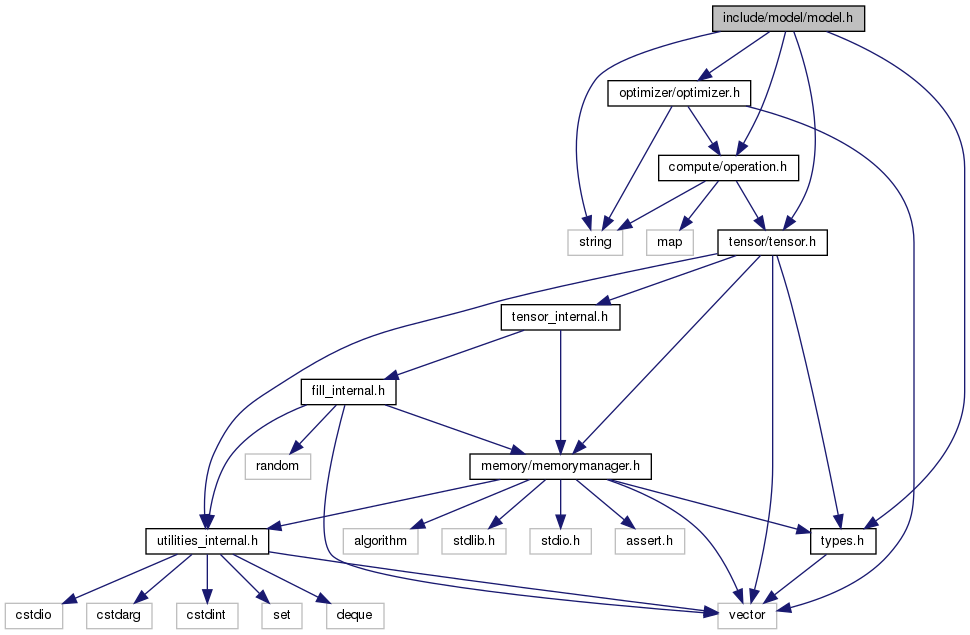 include/model/model.h
optimizer/optimizer.h
compute/operation.h
string
map
tensor/tensor.h
tensor_internal.h
fill_internal.h
random
memory/memorymanager.h
utilities_internal.h
algorithm
stdlib.h
stdio.h
assert.h
types.h
cstdio
cstdarg
cstdint
set
deque
vector